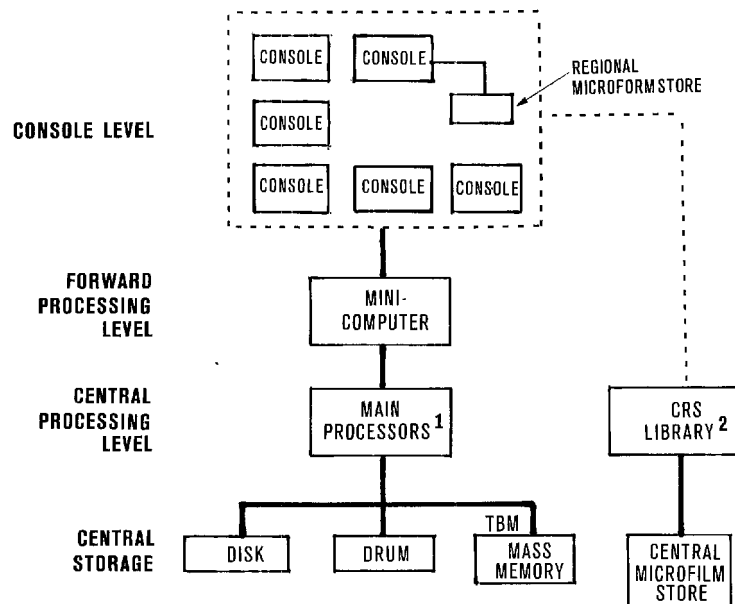 CONSOLE CONSOLE
REGIONAL
MICROFORM STORE
CONSOLE LEVEL
CONSOLE
CONSOLE CONSOLE CONSOLE
FORWARD
PROCESSING
LEVEL
MINI-
COMPUTER
CENTRAL
PROCESSING
LEVEL
MAIN
PROCESSORS 1
CRS
LIBRARY 2
CENTRAL
STORAGE
DISK
DRUM
TBM
MASS
MEMORY
CENTRAL
MICROFILM
STORE